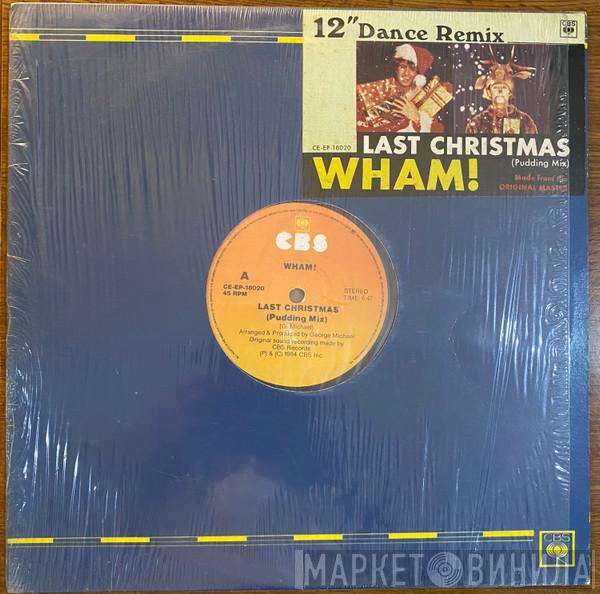 12" Dance Remix
CBS
CE-EP-18020
LAST CHRISTMAS
(Pudding Mix)
WHAM!
Made from the
ORIGINAL MASTER
CBS
WHAM!
A
CE-EP-18020
45 RPM
STEREO
TIME: 6:47
LAST CHRISTMAS
(Pudding Mix)
(G. Michael)
Arranged & Produced by George Michael
Original sound recording made by
CBS Records
(P) & (C) 1984 CBS Inc.
CBS
МАРКЕТ ВИНИЛА